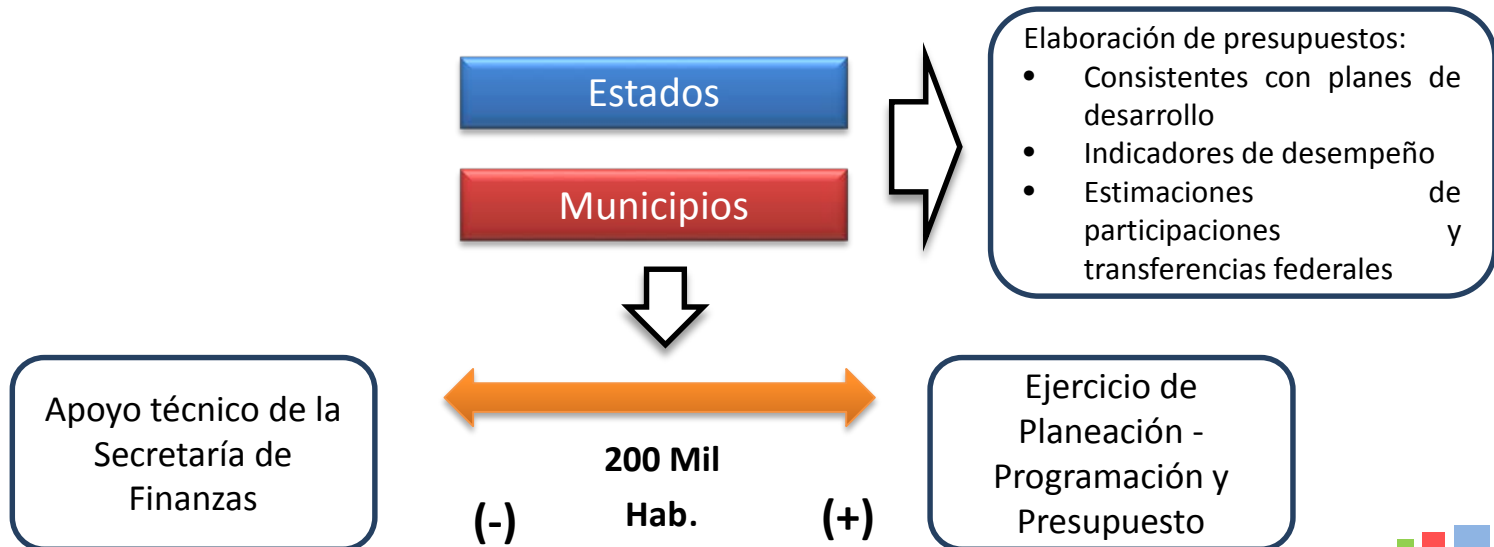 Estados
Municipios
Elaboración de presupuestos:
• Consistentes con planes de
desarrollo
• Indicadores de desempeño
• Estimaciones de
participaciones y
transferencias federales
Apoyo técnico de la
Secretaría de
Finanzas
200 Mil
Hab.
(-)
(+)
Ejercicio de
Planeación -
Programación y
Presupuesto